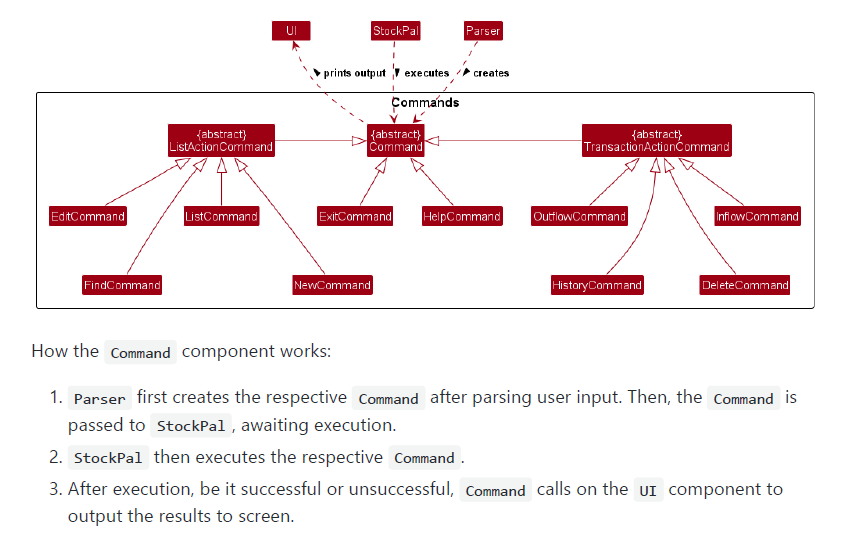 UI
StockPal
Parser
prints output
executes
creates
Commands
{abstract}
ListActionCommand
{abstract}
Command
{abstract}
TransactionActionCommand
EditCommand
ListCommand
ExitCommand
HelpCommand
OutflowCommand
InflowCommand
FindCommand
NewCommand
HistoryCommand
DeleteCommand
How the Command component works:
1. Parser first creates the respective Command after parsing user input. Then, the Command is
passed to StockPal, awaiting execution.
2. StockPal then executes the respective Command.
3. After execution, be it successful or unsuccessful, Command calls on the UI component to
output the results to screen.